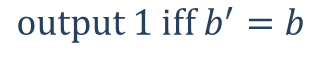 output 1 iff b′ = b